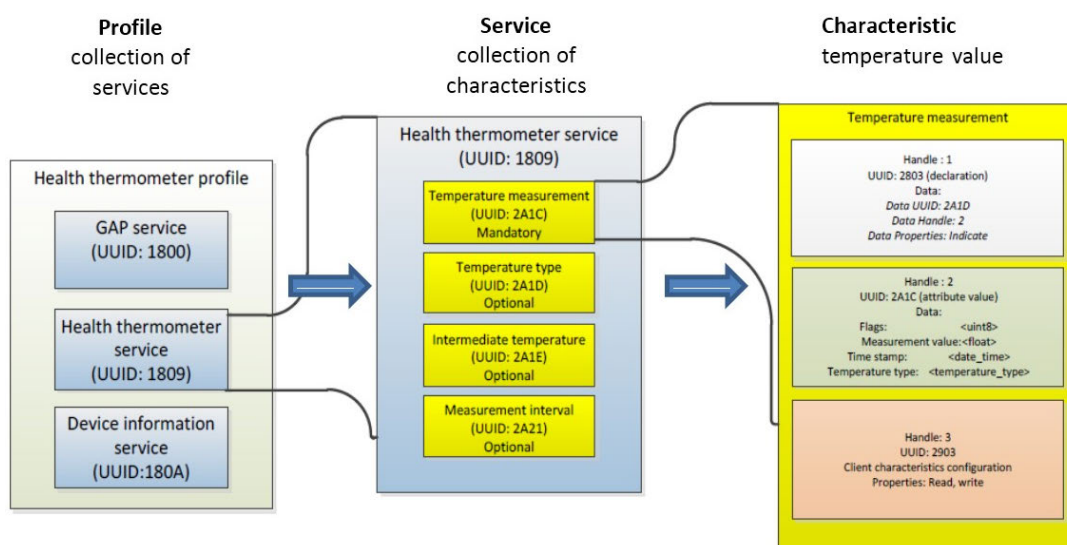 Profile
collection of
services
Service
collection of
characteristics
Characteristic
temperature value
Health thermometer profile
GAP service
(UUID: 1800)
Health thermometer
service
(UUID: 1809)
Device information
service
(UUID:180A)
Health thermometer service
(UUID: 1809)
Temperature measurement
(UUID: 2A1C)
Mandatory
Temperature type
(UUID: 2A1D)
Optional
Intermediate temperature
(UUID: 2A1E)
Optional
Measurement interval
(UUID: 2A21)
Optional
Temperature measurement
Handle : 1
UUID: 2803 (declaration)
Data:
Data UUID: 2A1D
Data Handle: 2
Data Properties: Indicate
Handle : 2
UUID: 2A1C (attribute value)
Data:
Flags: <uint8>
Measurement value:<float>
Time stamp: <date_time>
Temperature type: <temperature_type>
Handle: 3
UUID: 2903
Client characteristics configuration
Properties: Read, write